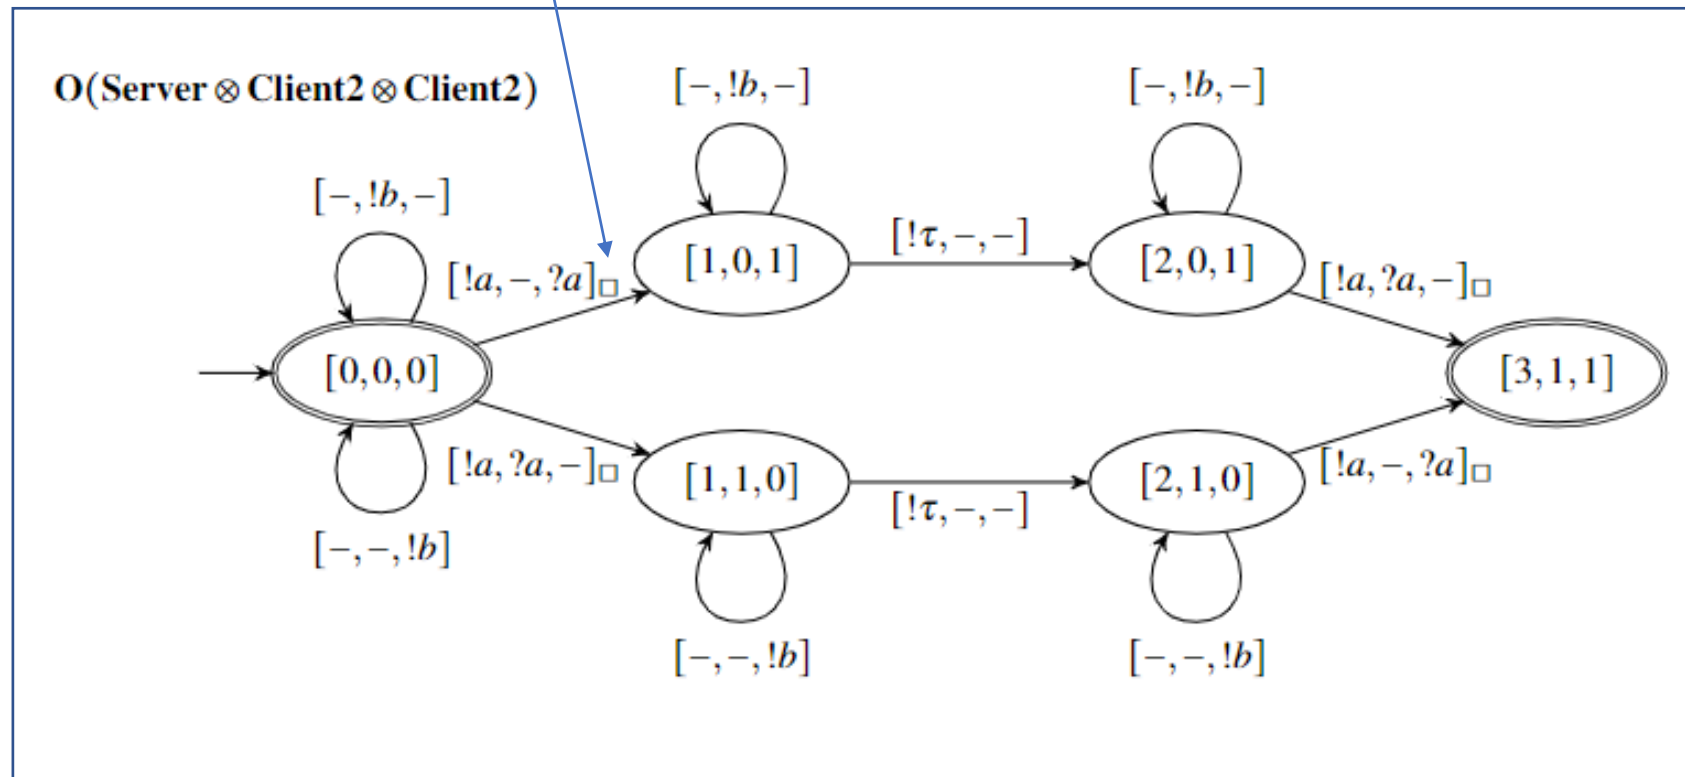 O(Server ⊗ Client2 ⊗ Client2)
[−, !b, −]
[−, !b, −]
[−, !b, −]
[!a, −, ?a]□
[1, 0, 1]
[!τ, −, −]
[2, 0, 1]
[!a, ?a, −]□
[0, 0, 0]
[3, 1, 1]
[!a, ?a, −]□
[1, 1, 0]
[!τ, −, −]
[2, 1, 0]
[!a, −, ?a]□
[−, −, !b]
[−, −, !b]
[−, −, !b]